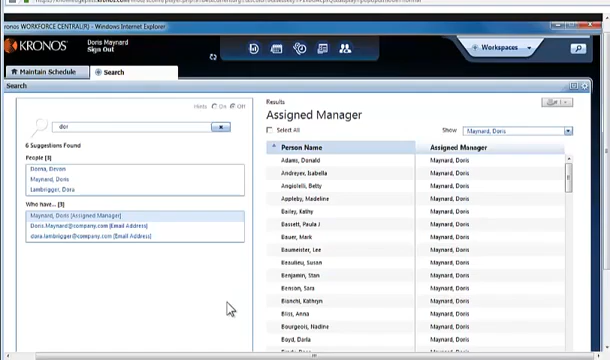 Kronos WORKFORCE CENTRAL(R) - Windows Internet Explorer
KRONOS
Doris Maynard
Sign Out
Workspaces
Maintain Schedule
Search
Search
Hints On Off
dor
6 Suggestions Found
People [3]
Dorna, Steven
Maynard, Doris
Lambrigger, Dora
Who have... [3]
Maynard, Doris (Assigned Manager)
Doris.Maynard@company.com (Email Address)
dora.lambrigger@company.com (Email Address)
Results
Assigned Manager
Select All
Show Maynard, Doris
Person Name Assigned Manager
Adams, Donald Maynard, Doris
Andreyev, Isabella Maynard, Doris
Angiolelli, Betty Maynard, Doris
Appleby, Madeline Maynard, Doris
Bailey, Kathy Maynard, Doris
Bassett, Paula J Maynard, Doris
Bauer, Mark Maynard, Doris
Baumeister, Lee Maynard, Doris
Beaulieu, Susan Maynard, Doris
Benjamin, Stan Maynard, Doris
Benson, Sara Maynard, Doris
Bianchi, Kathryn Maynard, Doris
Bliss, Anna Maynard, Doris
Bourgeois, Nadine Maynard, Doris
Boyd, Darla Maynard, Doris